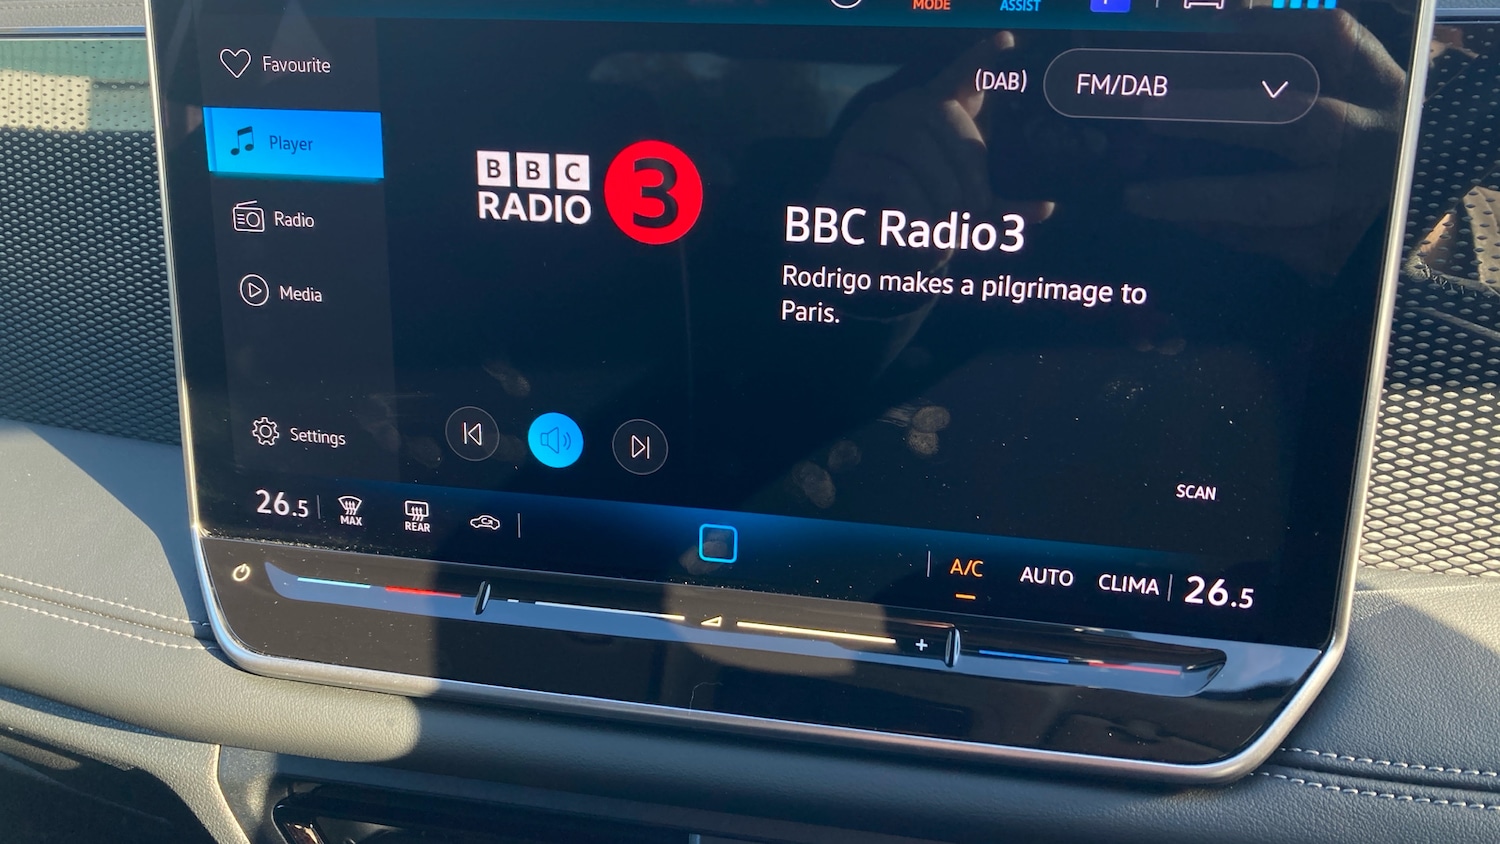 MODE
ASSIST
Favourite
(DAB)
FM/DAB
Player
BBC
RADIO
3
BBC Radio3
Radio
Rodrigo makes a pilgrimage to
Paris.
Media
Settings
SCAN
26.5
MAX
REAR
A/C
AUTO
CLIMA
26.5